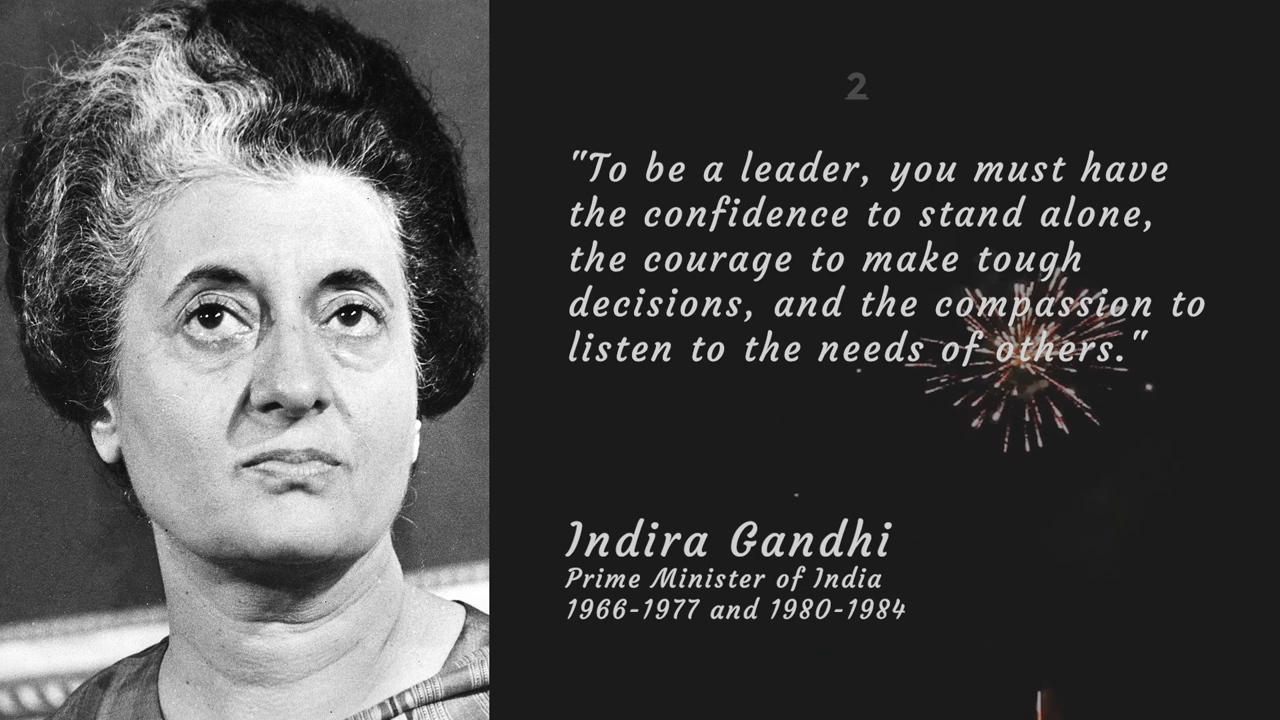 2
"To be a leader, you must have
the confidence to stand alone,
the courage to make tough
decisions, and the compassion to
listen to the needs of others."
Indira Gandhi
Prime Minister of India
1966-1977 and 1980-1984